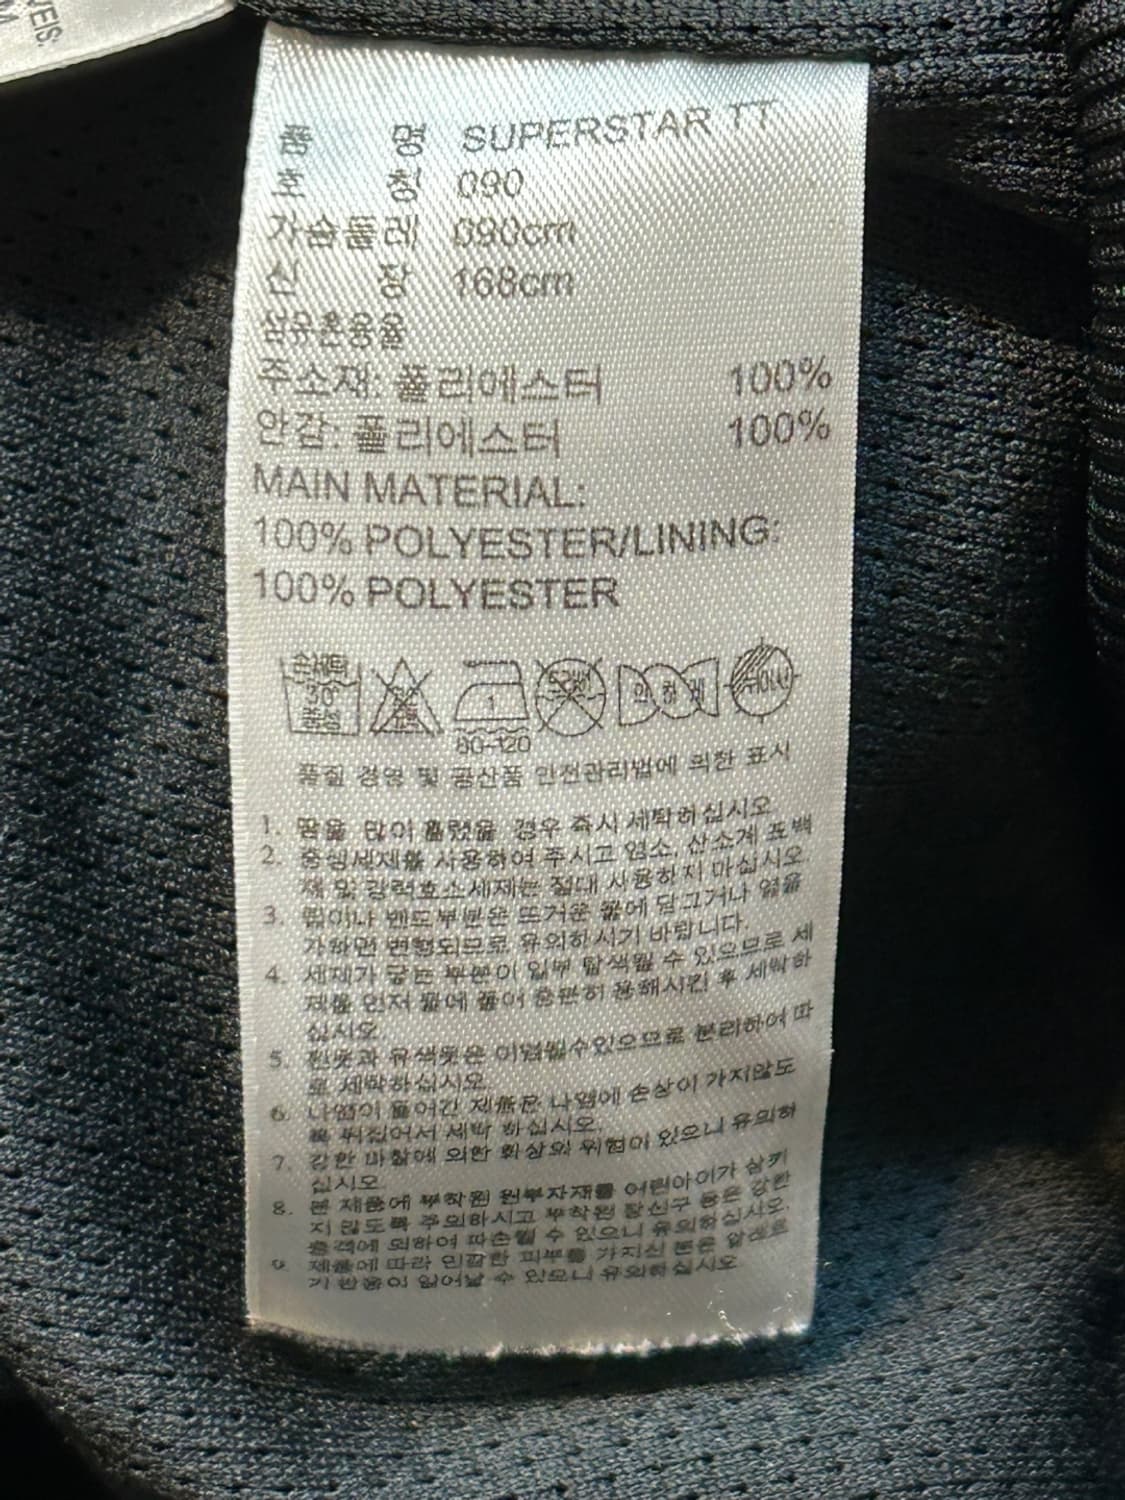 품 명 SUPERSTAR TT
호 칭 090
가슴둘레 090cm
신 장 168cm
섬유혼용율
주소재: 폴리에스터 100%
안감: 폴리에스터 100%
MAIN MATERIAL:
100% POLYESTER/LINING:
100% POLYESTER
손세탁
30°
중성
80~120
드라이
약하게
품질 경영 및 공산품 안전관리법에 의한 표시
1. 땀을 많이 흘렸을 경우 즉시 세탁하십시오
2. 중성세제를 사용하여 주시고 염소, 산소계 표백
제 및 강력효소세제는 절대 사용하지 마십시오
3. 밴드부분은 뜨거운 물에 담그거나 열을
가하면 변형되므로 유의하시기 바랍니다.
4. 세제가 닿는 부분이 일부 탈색될 수 있으므로 세
제를 먼저 물에 풀어 충분히 용해시킨 후 세탁하
십시오.
5. 흰옷과 유색옷은 이염될수있으므로 분리하여 따
로 세탁하십시오.
6. 나염이 들어간 제품은 나염에 손상이 가지않도
록 뒤집어서 세탁 하십시오.
7. 강한 마찰에 의한 화상의 위험이 있으니 유의하
십시오.
8. 본 제품에 부착된 원부자재를 어린아이가 삼키
지 않도록 주의하시고 부착된 등은 강한
충격에 의하여 파손될 수 있으니 유의하십시오.
9. 제품에 따라 민감한 피부를 가지신 분은 알레르
기 반응이 일어날 수 있으니 유의하십시오